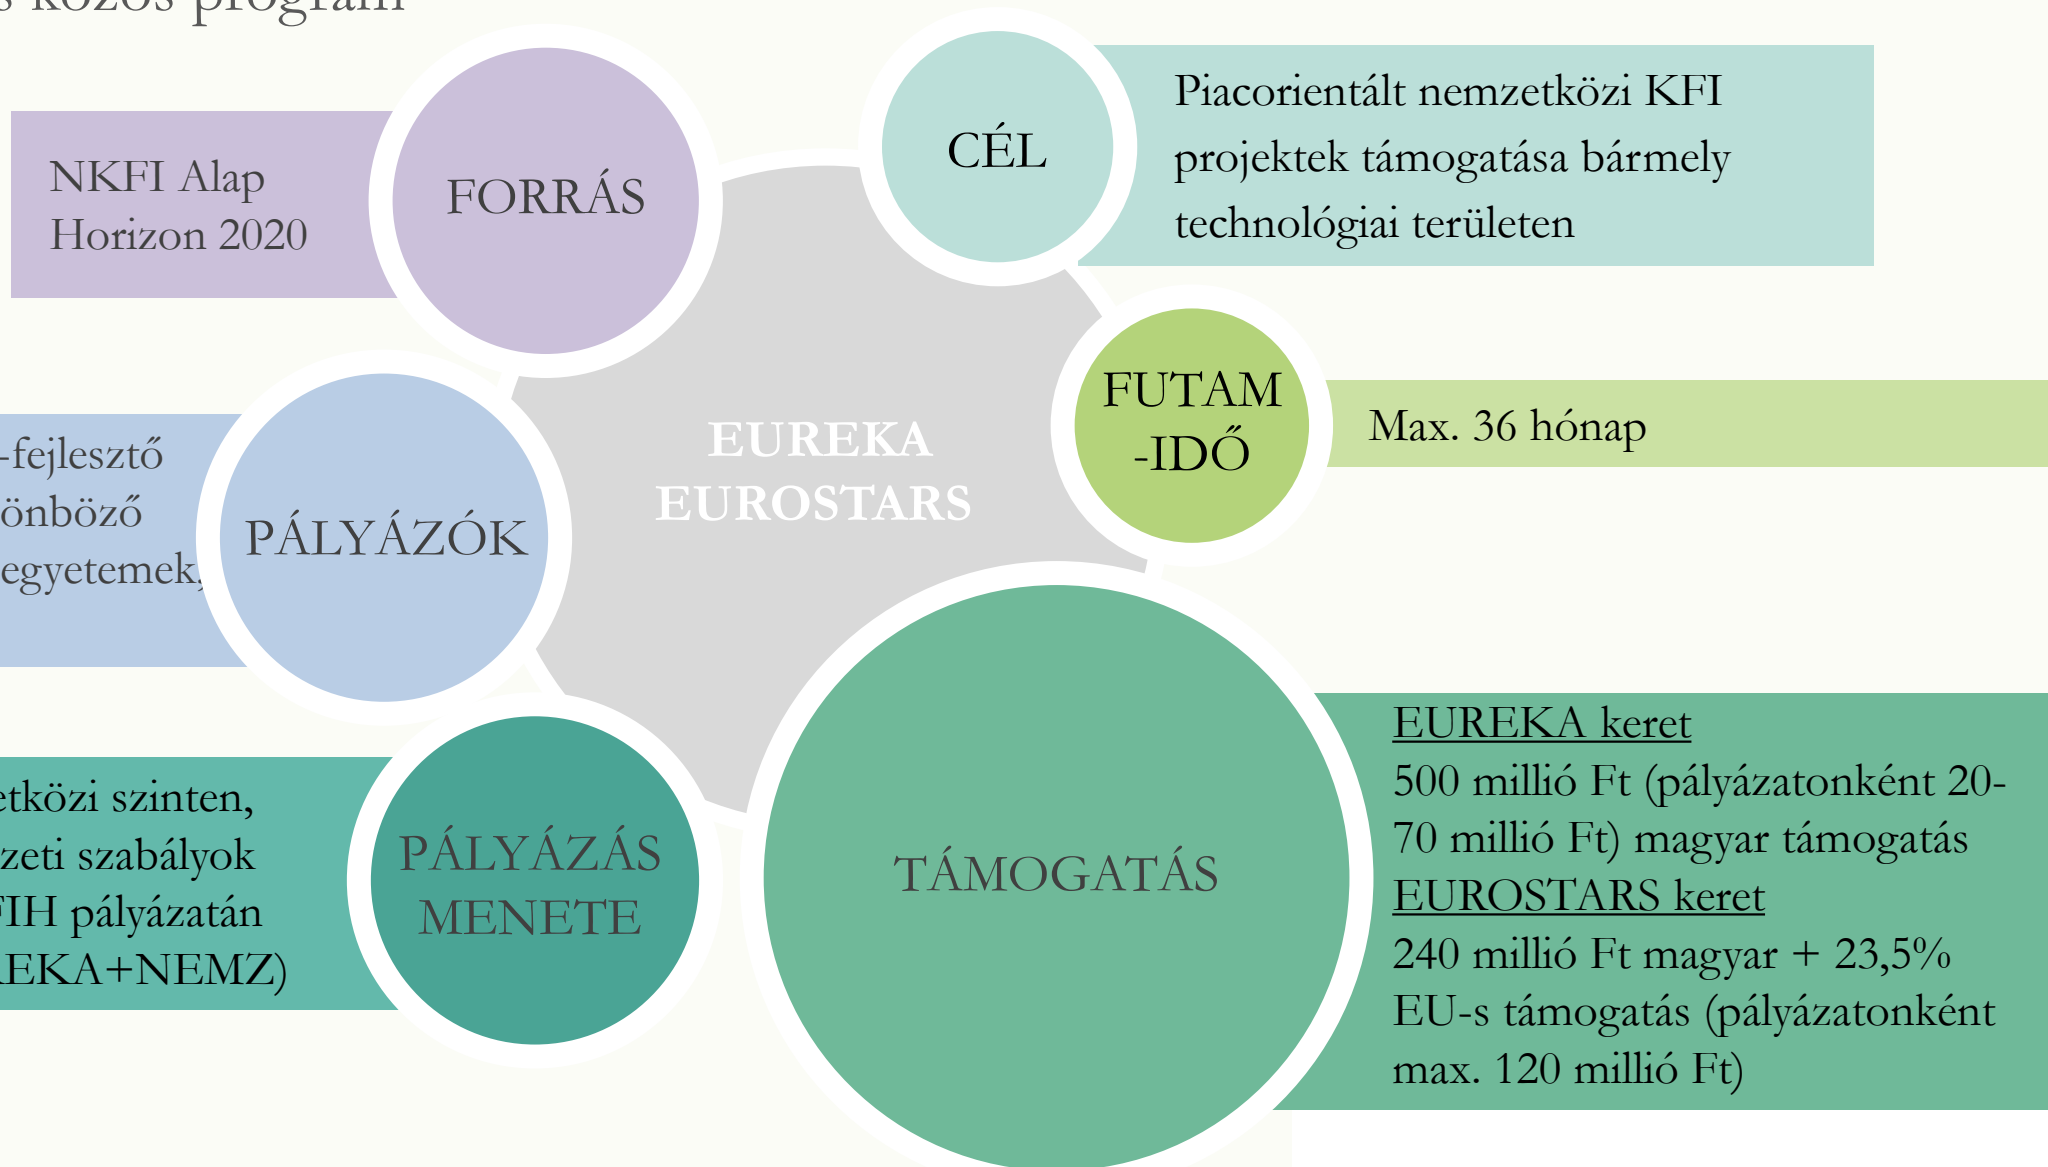 közös program
CÉL
Piacorientált nemzetközi KFI
projektek támogatása bármely
technológiai területen
FORRÁS
NKFI Alap
Horizon 2020
FUTAM
-IDŐ
Max. 36 hónap
EUREKA
EUROSTARS
PÁLYÁZÓK
-fejlesztő
önböző
egyetemek,
PÁLYÁZÁS
MENETE
etközi szinten,
zeti szabályok
FIH pályázatán
REKA+NEMZ)
TÁMOGATÁS
EUREKA keret
500 millió Ft (pályázatonként 20-
70 millió Ft) magyar támogatás
EUROSTARS keret
240 millió Ft magyar + 23,5%
EU-s támogatás (pályázatonként
max. 120 millió Ft)